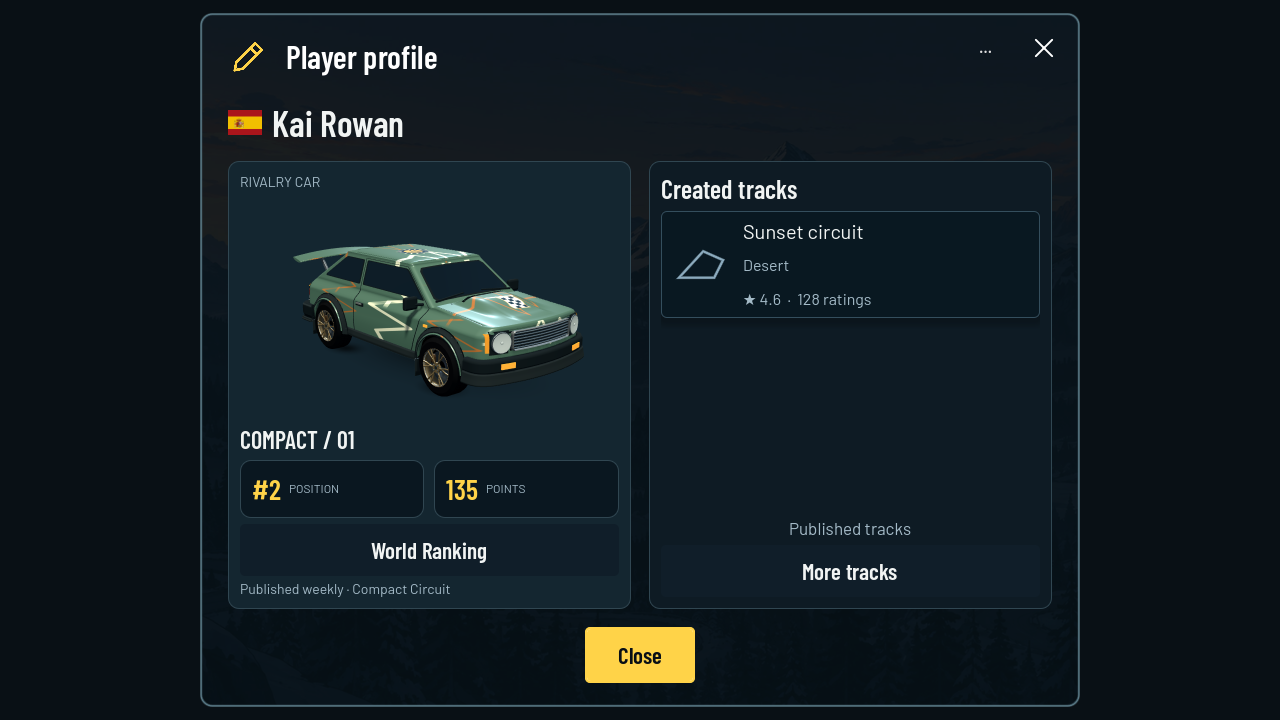 Player profile
...
Kai Rowan
RIVALRY CAR
COMPACT / 01
#2 POSITION
135 POINTS
World Ranking
Published weekly · Compact Circuit
Created tracks
Sunset circuit
Desert
★ 4.6 · 128 ratings
Published tracks
More tracks
Close